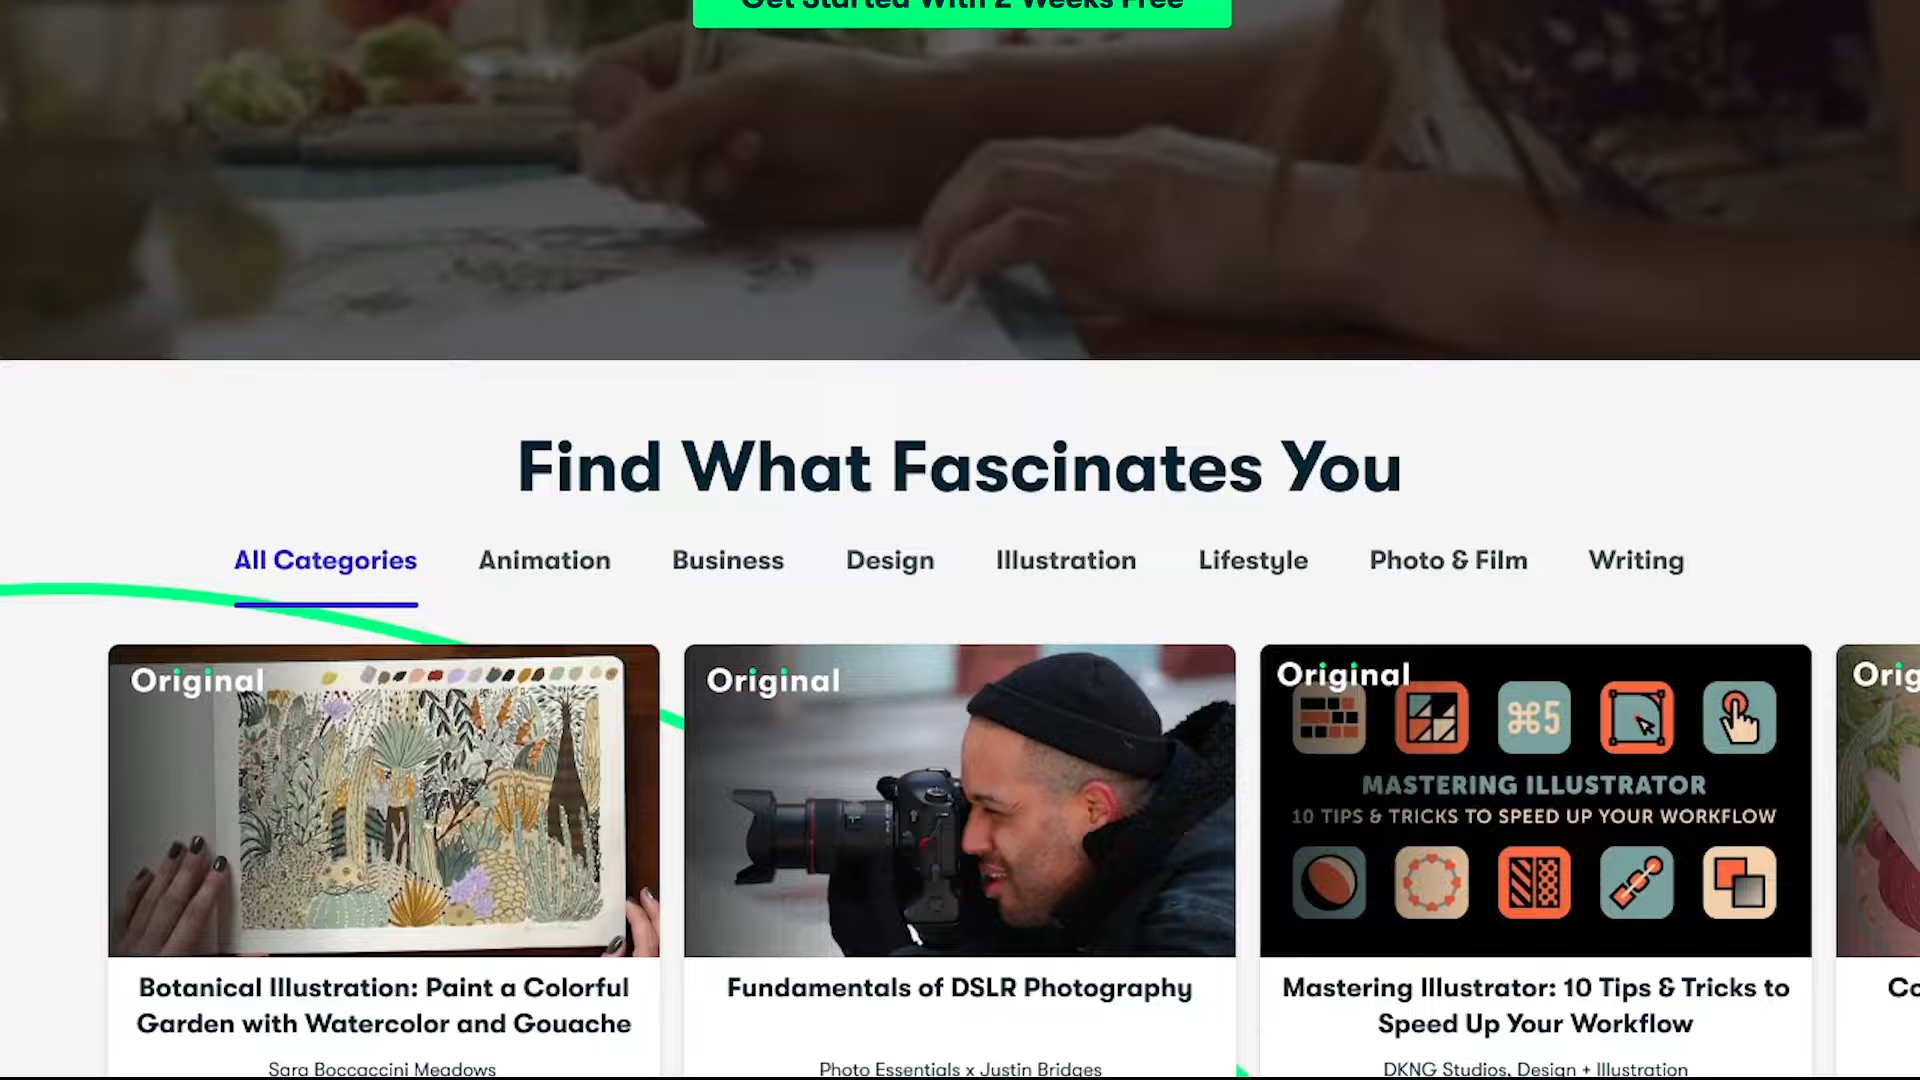 Get Started With 2 Weeks Free
Find What Fascinates You
All Categories Animation Business Design Illustration Lifestyle Photo & Film Writing
Original Original Original Orig
⌘5
MASTERING ILLUSTRATOR
10 TIPS & TRICKS TO SPEED UP YOUR WORKFLOW
Botanical Illustration: Paint a Colorful
Garden with Watercolor and Gouache
Sara Boccaccini Meadows
Fundamentals of DSLR Photography
Photo Essentials x Justin Bridges
Mastering Illustrator: 10 Tips & Tricks to
Speed Up Your Workflow
DKNG Studios, Design + Illustration